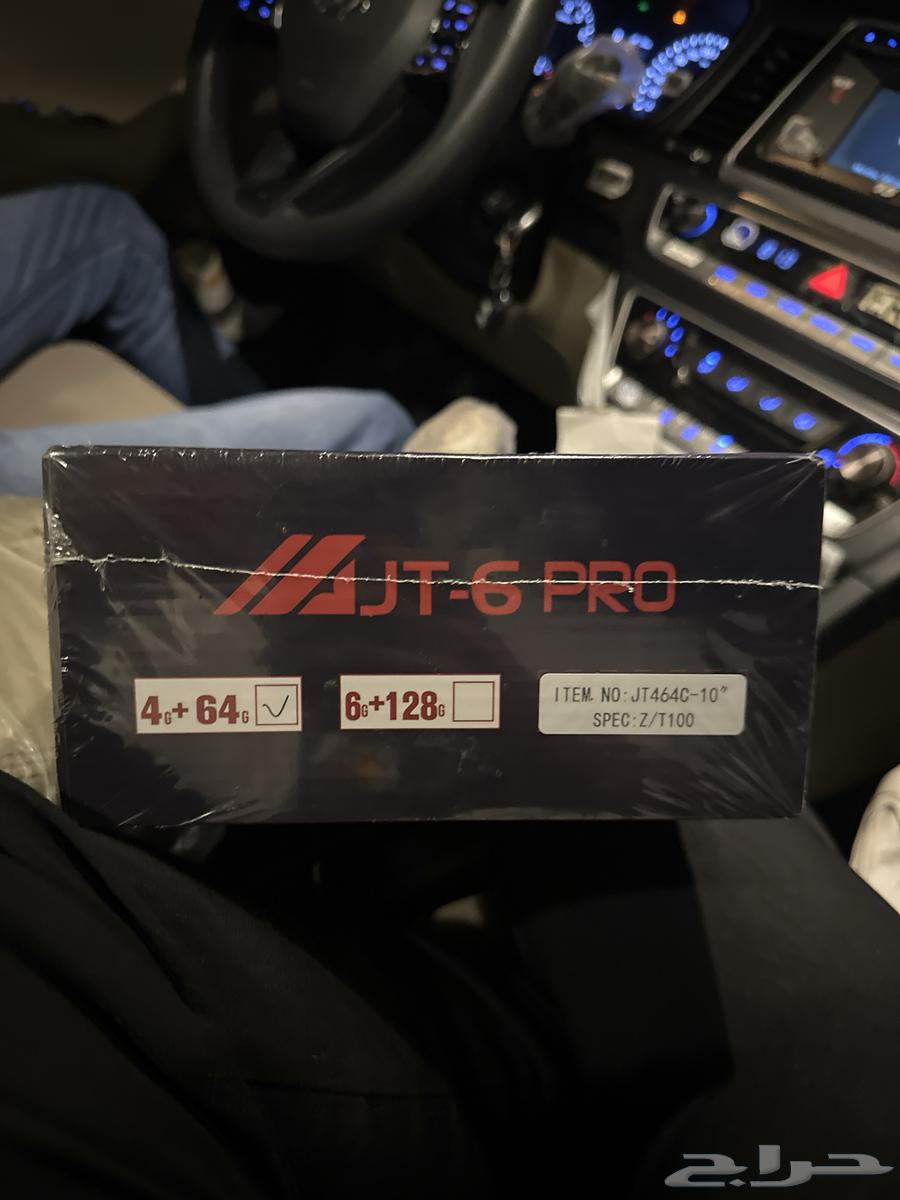 JT-6 PRO
4G+ 64G
6G+128G
ITEM NO:JT464C-10"
SPEC:Z/T100
حراج